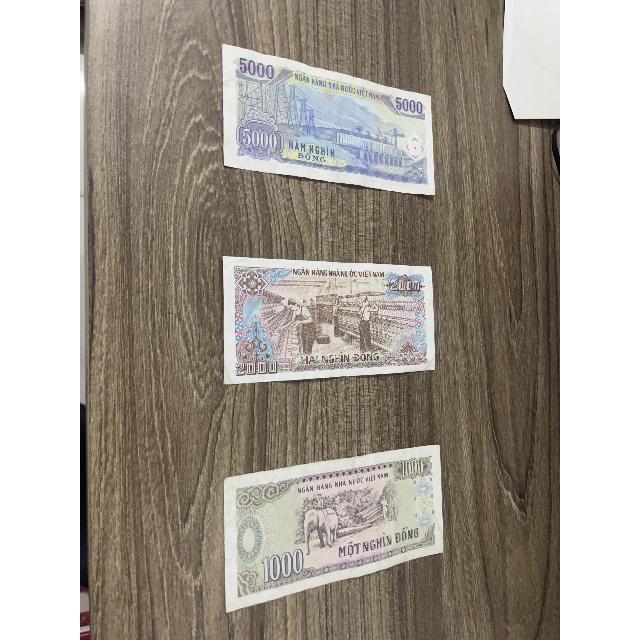 5000
NGÂN HÀNG NHÀ NƯỚC VIỆT NAM
5000
5000
NĂM NGHÌN
ĐỒNG
NGÂN HÀNG NHÀ NƯỚC VIỆT NAM
2000
HAI NGHÌN ĐỒNG
2000
1000
NGÂN HÀNG NHÀ NƯỚC VIỆT NAM
MỘT NGHÌN ĐỒNG
1000